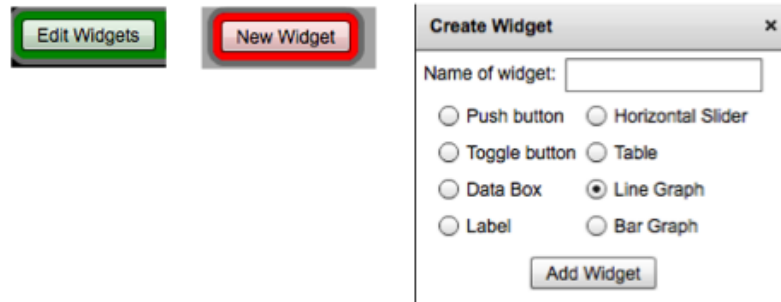 Edit Widgets
New Widget
Create Widget ×
Name of widget:
Push button Horizontal Slider
Toggle button Table
Data Box Line Graph
Label Bar Graph
Add Widget